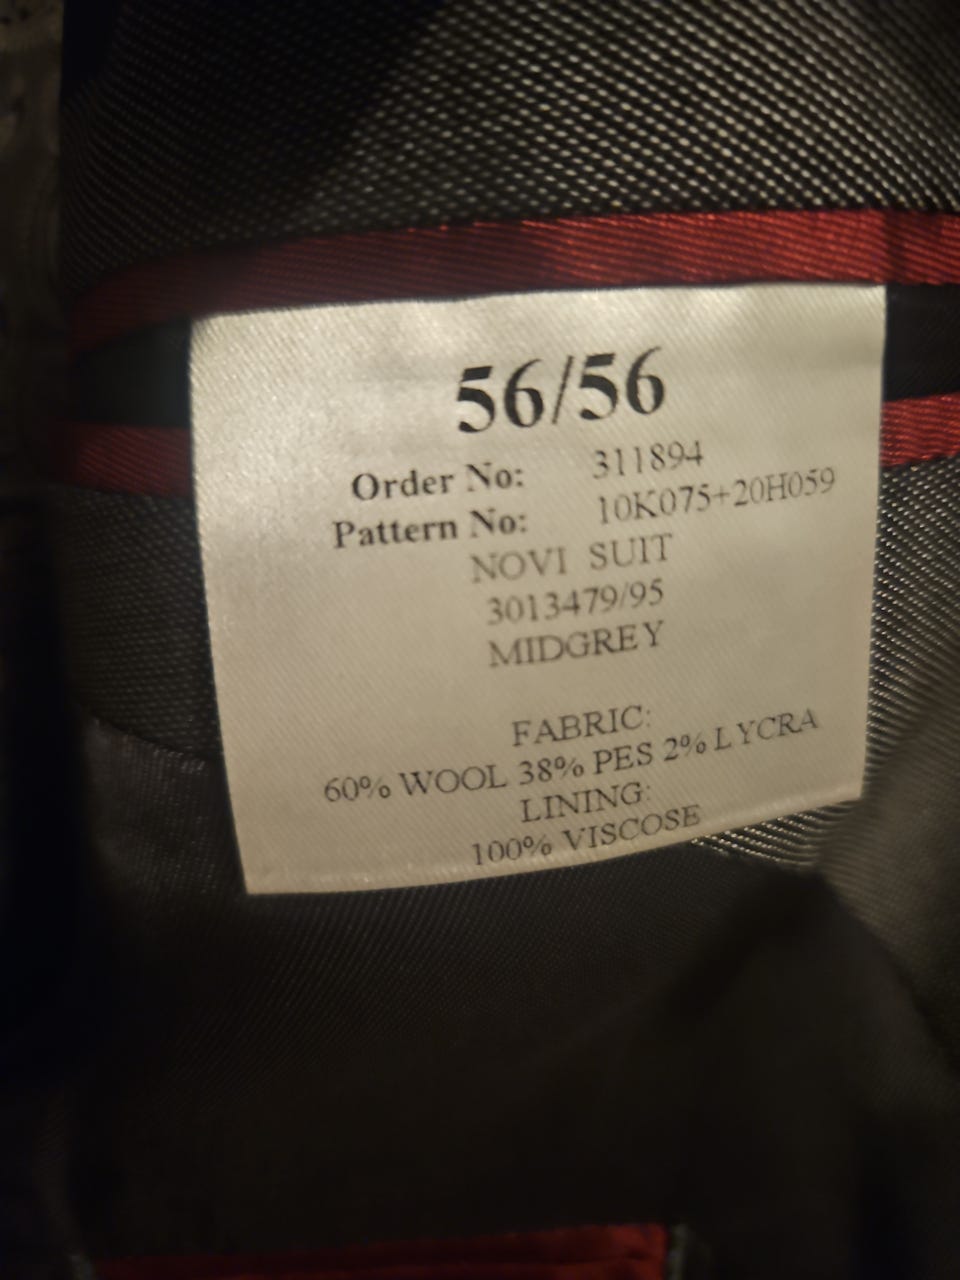 56/56
Order No: 311894
Pattern No: 10K075+20H059
NOVI SUIT
3013479/95
MIDGREY
FABRIC:
60% WOOL 38% PES 2% LYCRA
LINING:
100% VISCOSE